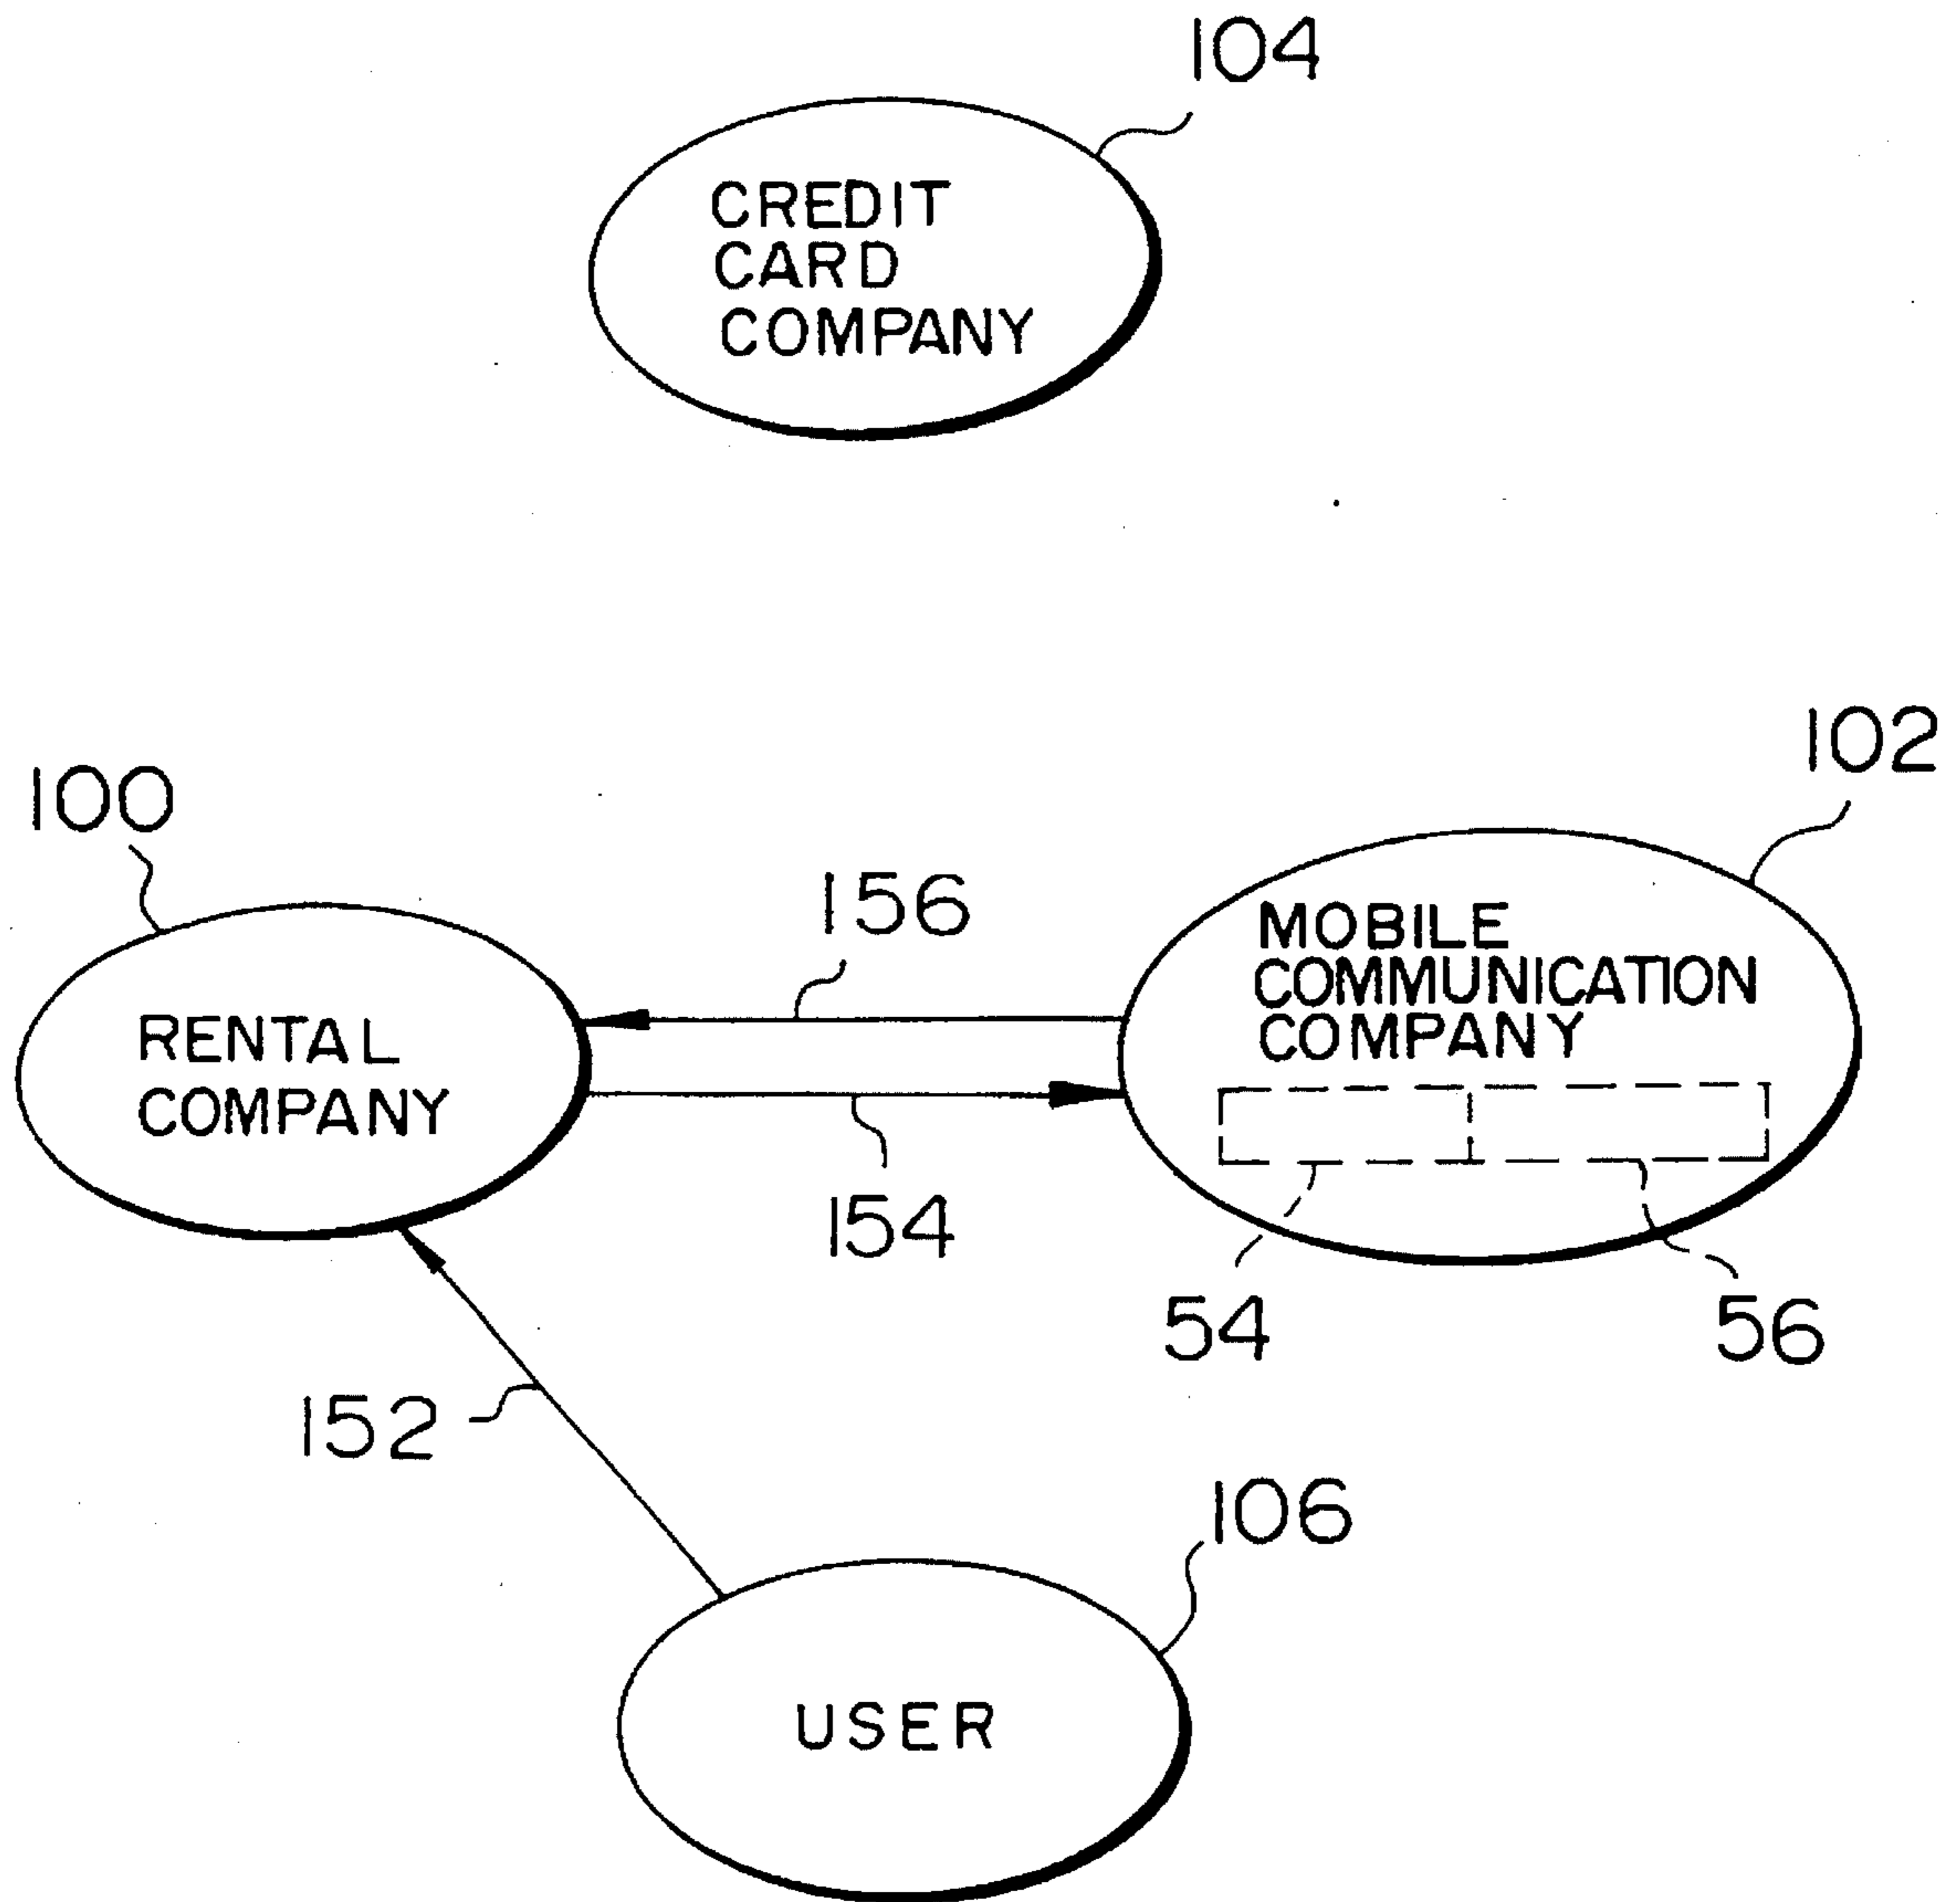 104
CREDIT
CARD
COMPANY
102
100
156
MOBILE
COMMUNICATION
COMPANY
RENTAL
COMPANY
154
54
56
152
106
USER